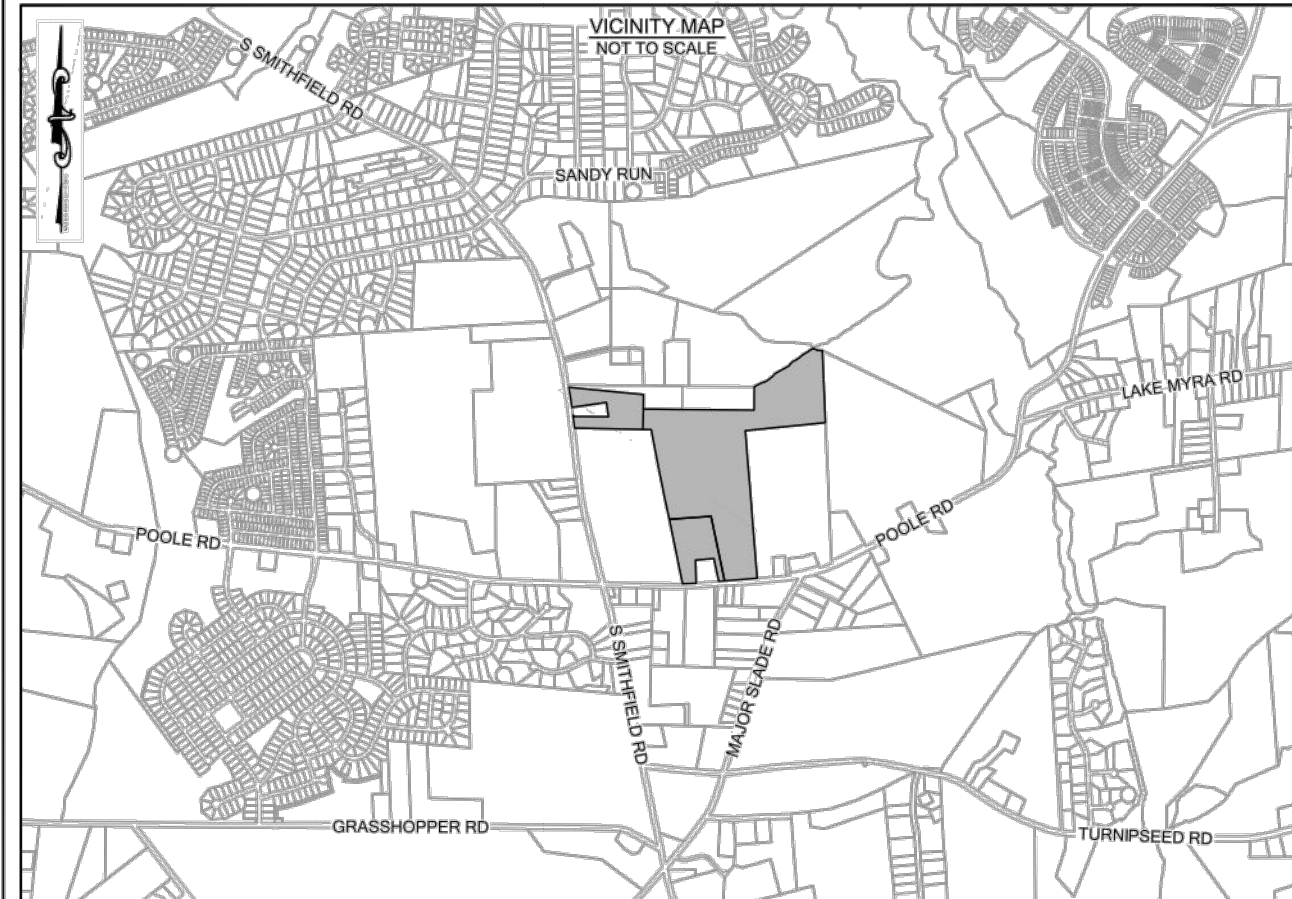 VICINITY MAP
NOT TO SCALE
S SMITHFIELD RD
SANDY RUN
LAKE MYRA RD
POOLE RD
POOLE RD
S SMITHFIELD RD
MAJOR SLADE RD
GRASSHOPPER RD
TURNIPSEED RD